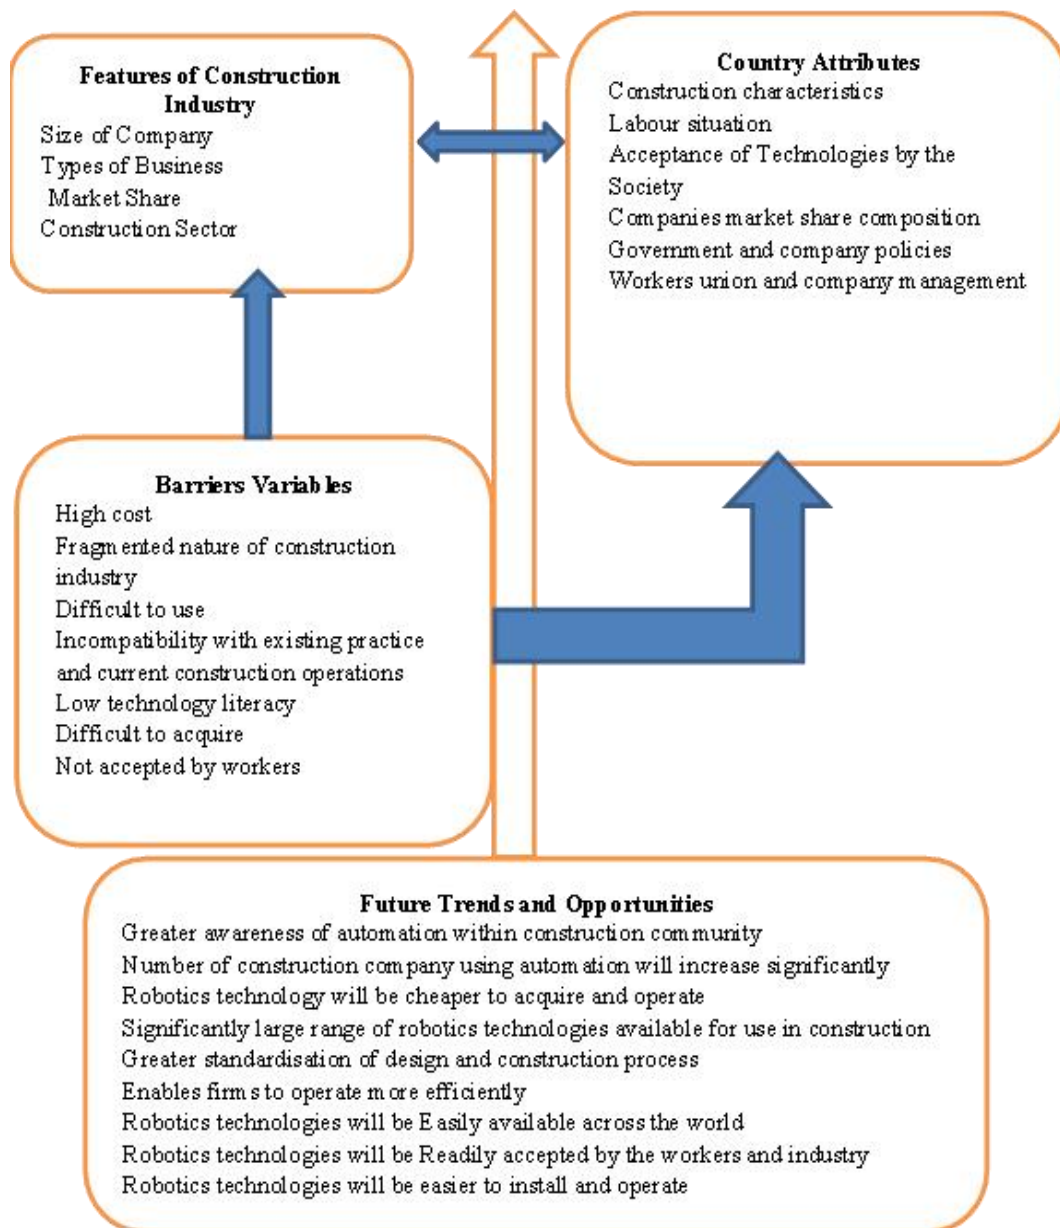 Features of Construction
Industry
Size of Company
Types of Business
Market Share
Construction Sector
Country Attributes
Construction characteristics
Labour situation
Acceptance of Technologies by the
Society
Companies market share composition
Government and company policies
Workers union and company management
Barriers Variables
High cost
Fragmented nature of construction
industry
Difficult to use
Incompatibility with existing practice
and current construction operations
Low technology literacy
Difficult to acquire
Not accepted by workers
Future Trends and Opportunities
Greater awareness of automation within construction community
Number of construction company using automation will increase significantly
Robotics technology will be cheaper to acquire and operate
Significantly large range of robotics technologies available for use in construction
Greater standardisation of design and construction process
Enables firms to operate more efficiently
Robotics technologies will be Easily available across the world
Robotics technologies will be Readily accepted by the workers and industry
Robotics technologies will be easier to install and operate